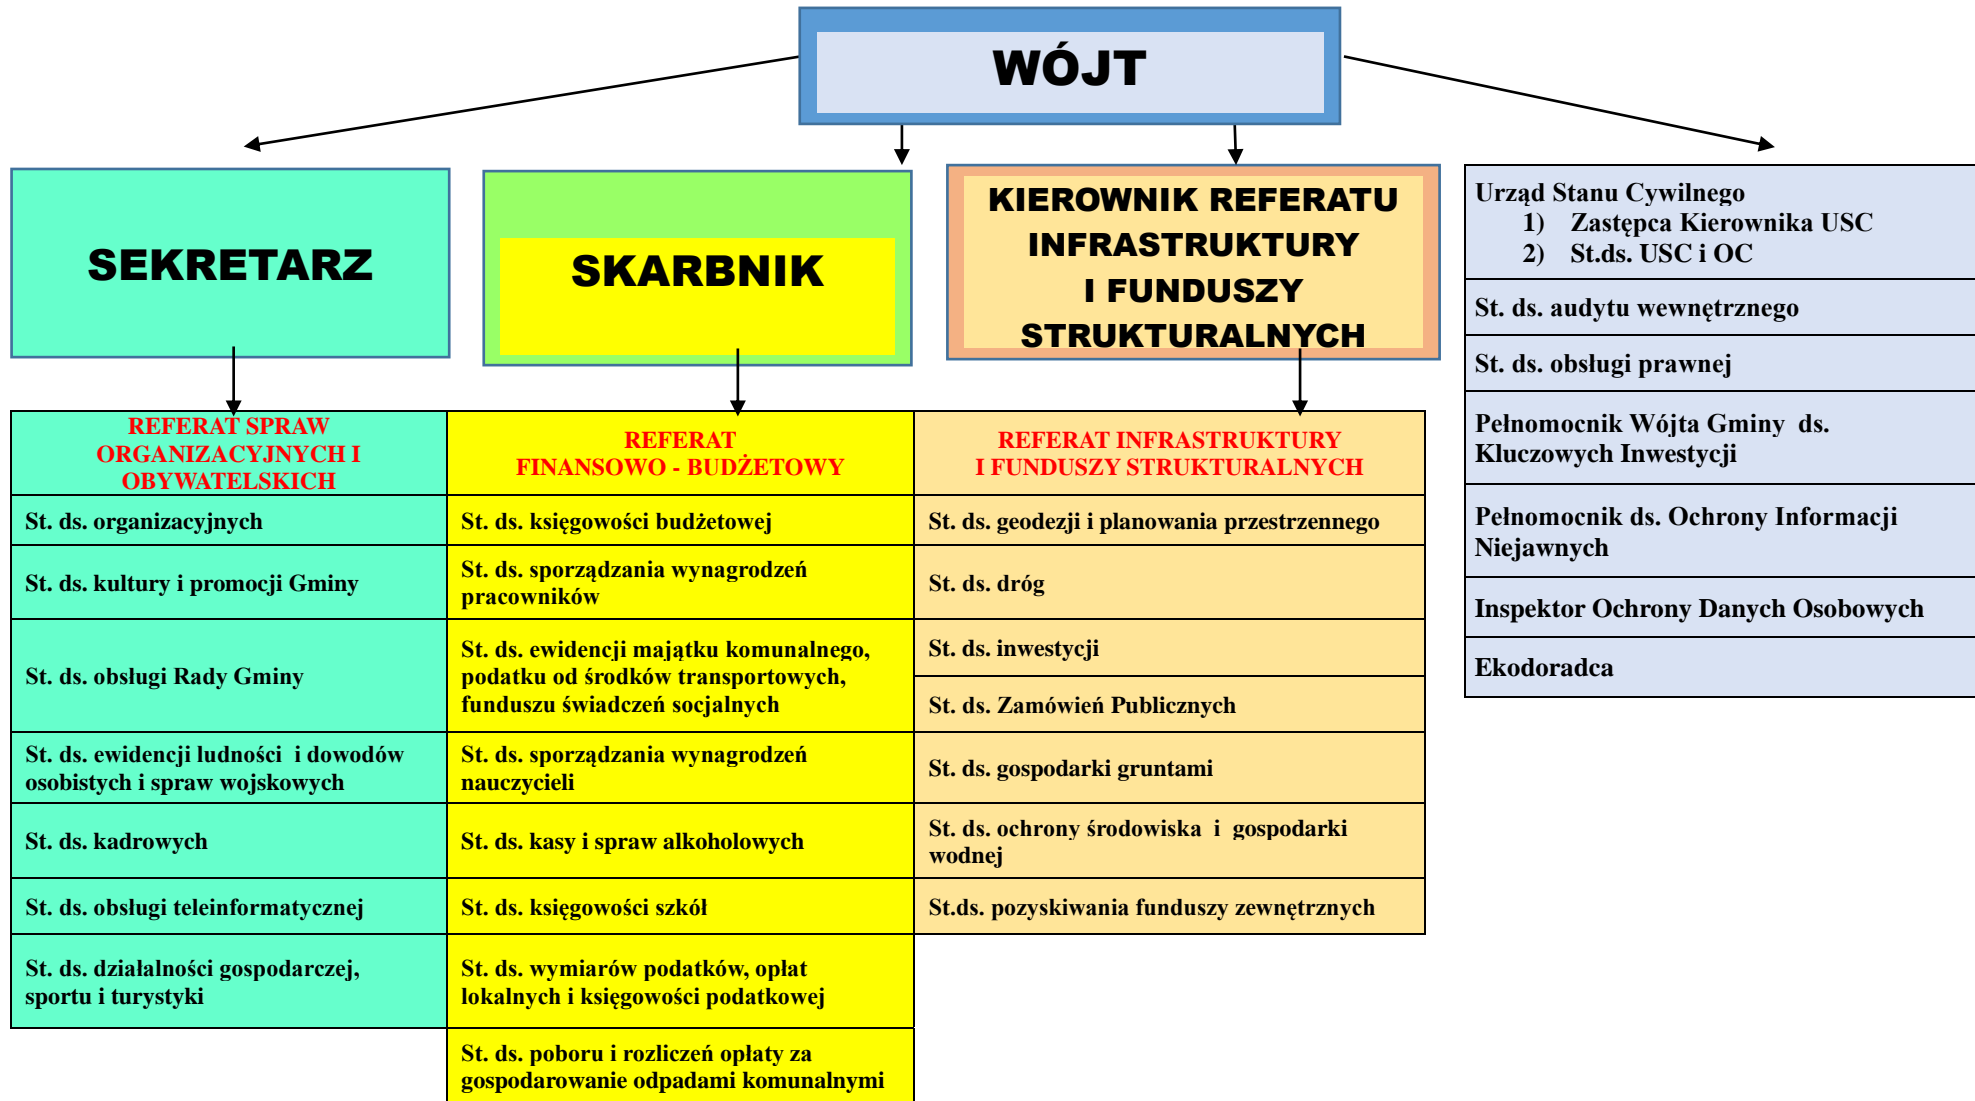 WÓJT
SEKRETARZ
SKARBNIK
KIEROWNIK REFERATU
INFRASTRUKTURY
I FUNDUSZY
STRUKTURALNYCH
Urząd Stanu Cywilnego
1) Zastępca Kierownika USC
2) St.ds. USC i OC
St. ds. audytu wewnętrznego
St. ds. obsługi prawnej
Pełnomocnik Wójta Gminy ds.
Kluczowych Inwestycji
Pełnomocnik ds. Ochrony Informacji
Niejawnych
Inspektor Ochrony Danych Osobowych
Ekodoradca
REFERAT SPRAW
ORGANIZACYJNYCH I
OBYWATELSKICH
St. ds. organizacyjnych
St. ds. kultury i promocji Gminy
St. ds. obsługi Rady Gminy
St. ds. ewidencji ludności i dowodów
osobistych i spraw wojskowych
St. ds. kadrowych
St. ds. obsługi teleinformatycznej
St. ds. działalności gospodarczej,
sportu i turystyki
REFERAT
FINANSOWO - BUDŻETOWY
St. ds. księgowości budżetowej
St. ds. sporządzania wynagrodzeń
pracowników
St. ds. ewidencji majątku komunalnego,
podatku od środków transportowych,
funduszu świadczeń socjalnych
St. ds. sporządzania wynagrodzeń
nauczycieli
St. ds. kasy i spraw alkoholowych
St. ds. księgowości szkół
St. ds. wymiarów podatków, opłat
lokalnych i księgowości podatkowej
St. ds. poboru i rozliczeń opłaty za
gospodarowanie odpadami komunalnymi
REFERAT INFRASTRUKTURY
I FUNDUSZY STRUKTURALNYCH
St. ds. geodezji i planowania przestrzennego
St. ds. dróg
St. ds. inwestycji
St. ds. Zamówień Publicznych
St. ds. gospodarki gruntami
St. ds. ochrony środowiska i gospodarki
wodnej
St.ds. pozyskiwania funduszy zewnętrznych